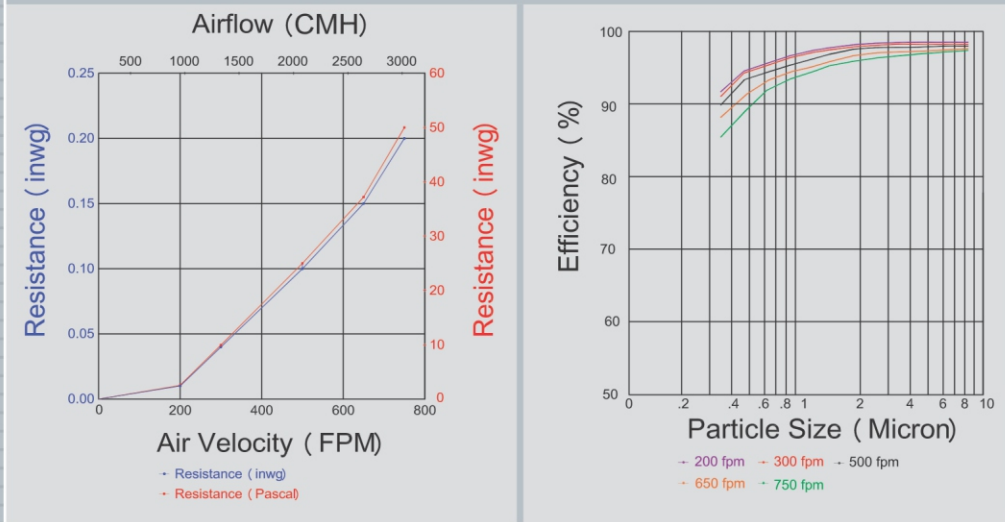 Airflow (CMH)
500 1000 1500 2000 2500 3000
Resistance (inwg)
0.25
0.20
0.15
0.10
0.05
0.00
60
50
40
30
20
10
0
Resistance (inwg)
0 200 400 600 800
Air Velocity (FPM)
Resistance (inwg)
Resistance (Pascal)
Efficiency (%)
100
90
80
70
60
50
0 .2 .4 .6 .8 1 2 4 6 8 10
Particle Size (Micron)
200 fpm 300 fpm 500 fpm
650 fpm 750 fpm